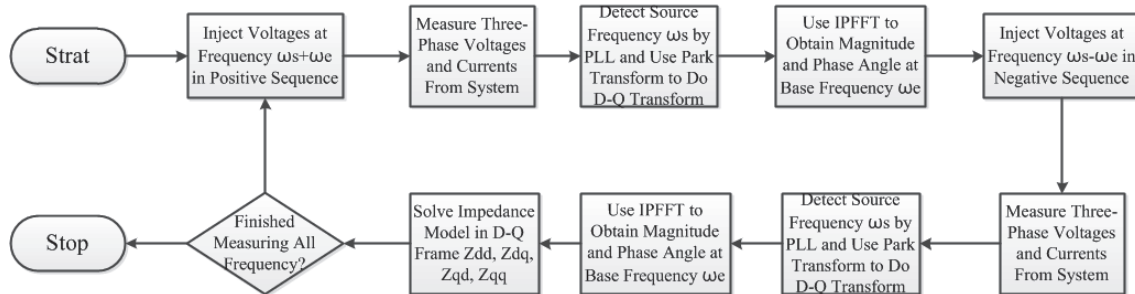 Strat
Inject Voltages at
Frequency ωs+ωe
in Positive Sequence
Measure Three-
Phase Voltages
and Currents
From System
Detect Source
Frequency ωs by
PLL and Use Park
Transform to Do
D-Q Transform
Use IPFFT to
Obtain Magnitude
and Phase Angle at
Base Frequency ωe
Inject Voltages at
Frequency ωs-ωe in
Negative Sequence
Measure Three-
Phase Voltages
and Currents
From System
Detect Source
Frequency ωs by
PLL and Use Park
Transform to Do
D-Q Transform
Use IPFFT to
Obtain Magnitude
and Phase Angle at
Base Frequency ωe
Solve Impedance
Model in D-Q
Frame Zdd, Zdq,
Zqd, Zqq
Finished
Measuring All
Frequency?
Stop